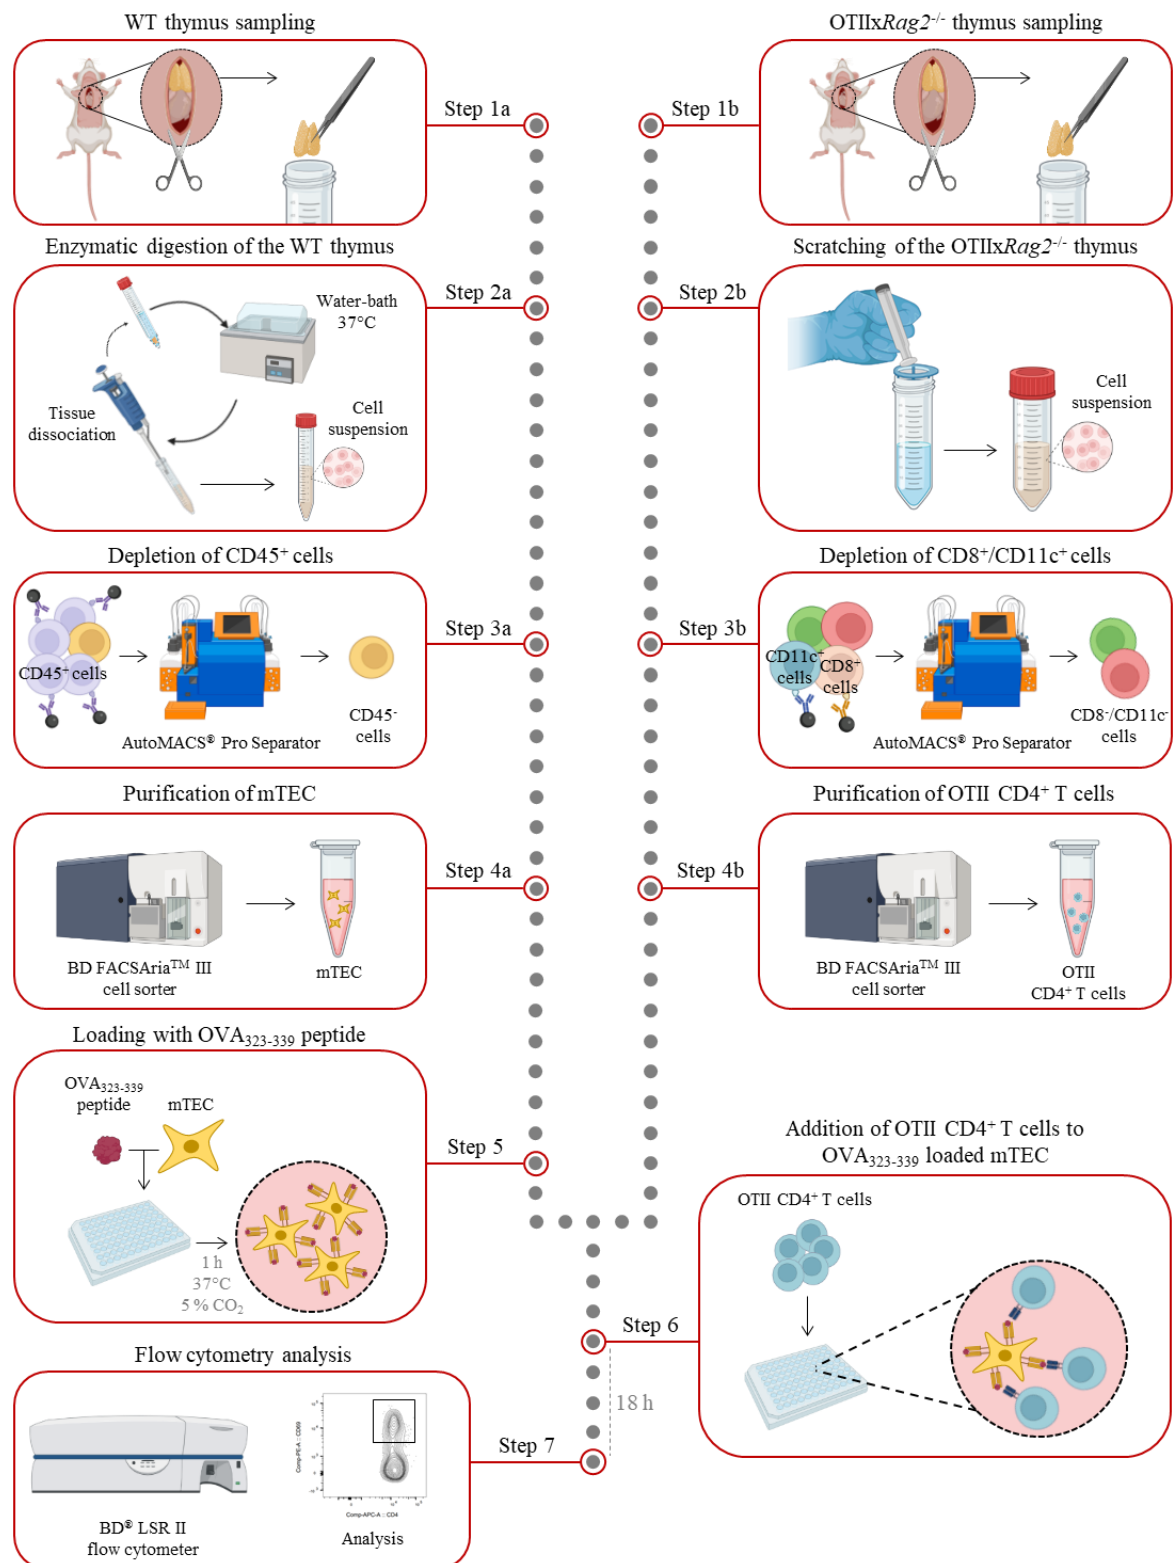 WT thymus sampling
OTIIxRag2-/- thymus sampling
Step 1a
Step 1b
Enzymatic digestion of the WT thymus
Scratching of the OTIIxRag2-/- thymus
Water-bath
37°C
Tissue
dissociation
Cell
suspension
Step 2a
Step 2b
Cell
suspension
Depletion of CD45+ cells
Depletion of CD8+/CD11c+ cells
CD45+ cells
AutoMACS® Pro Separator
CD45-
cells
Step 3a
Step 3b
CD11c+
cells
CD8+
cells
AutoMACS® Pro Separator
CD8-/CD11c-
cells
Purification of mTEC
Purification of OTII CD4+ T cells
BD FACSAria™ III
cell sorter
mTEC
Step 4a
Step 4b
BD FACSAria™ III
cell sorter
OTII
CD4+ T cells
Loading with OVA323-339 peptide
OVA323-339
peptide
mTEC
1 h
37°C
5 % CO2
Step 5
Addition of OTII CD4+ T cells to
OVA323-339 loaded mTEC
OTII CD4+ T cells
Step 6
18 h
Flow cytometry analysis
BD® LSR II
flow cytometer
Comp-PE-A :: CD69
Comp-APC-A :: CD4
Analysis
Step 7